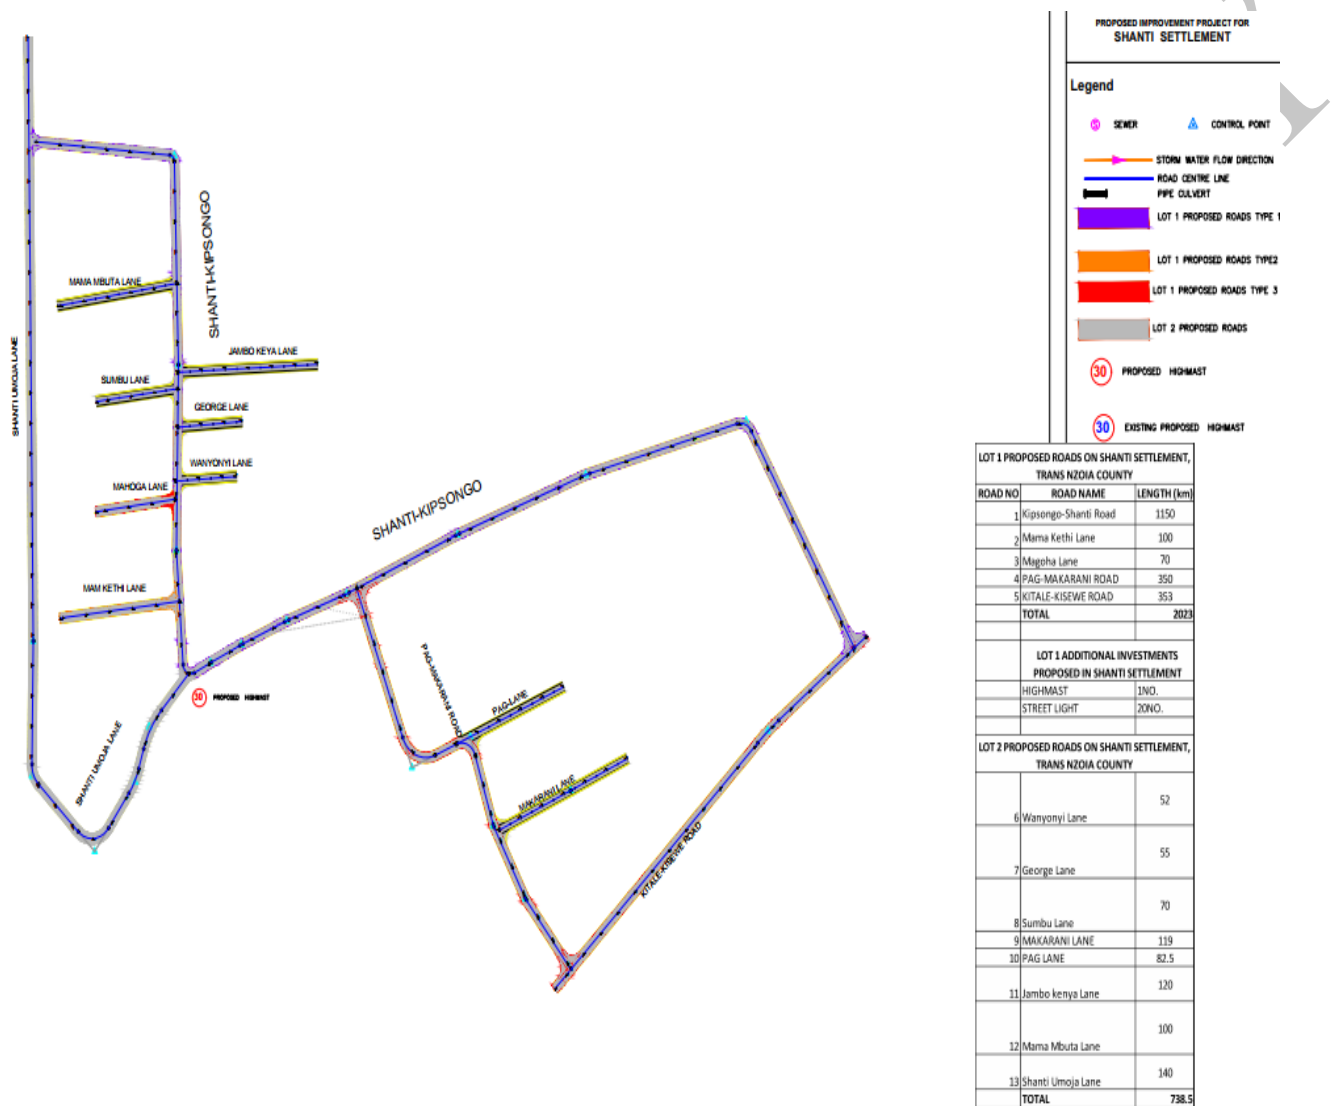 PROPOSED IMPROVEMENT PROJECT FOR
SHANTI SETTLEMENT
Legend
S SEWER
CONTROL POINT
STORM WATER FLOW DIRECTION
ROAD CENTRE LINE
PIPE CULVERT
LOT 1 PROPOSED ROADS TYPE 1
LOT 1 PROPOSED ROADS TYPE2
LOT 1 PROPOSED ROADS TYPE 3
LOT 2 PROPOSED ROADS
30 PROPOSED HIGHMAST
30 EXISTING PROPOSED HIGHMAST
SHANTI-KIPSONGO
MAMA MBUTA LANE
JAMBO KEYA LANE
SHANTI UMOJA LANE
SUMBU LANE
GEORGE LANE
WANYONYI LANE
MAHOGA LANE
SHANTI-KIPSONGO
MAM KETHI LANE
30 PROPOSED HIGHMAST
PAG-MAKARANI ROAD
PAG-LANE
SHANTI UMOJA LANE
MAKARANI LANE
KITALE-KISEWE ROAD
LOT 1 PROPOSED ROADS ON SHANTI SETTLEMENT,
TRANS NZOIA COUNTY
ROAD NO ROAD NAME LENGTH (km)
1 Kipsongo-Shanti Road 1150
2 Mama Kethi Lane 100
3 Magoha Lane 70
4 PAG-MAKARANI ROAD 350
5 KITALE-KISEWE ROAD 353
TOTAL 2023
LOT 1 ADDITIONAL INVESTMENTS
PROPOSED IN SHANTI SETTLEMENT
HIGHMAST 1NO.
STREET LIGHT 20NO.
LOT 2 PROPOSED ROADS ON SHANTI SETTLEMENT,
TRANS NZOIA COUNTY
6 Wanyonyi Lane 52
7 George Lane 55
8 Sumbu Lane 70
9 MAKARANI LANE 119
10 PAG LANE 82.5
11 Jambo kenya Lane 120
12 Mama Mbuta Lane 100
13 Shanti Umoja Lane 140
TOTAL 738.5